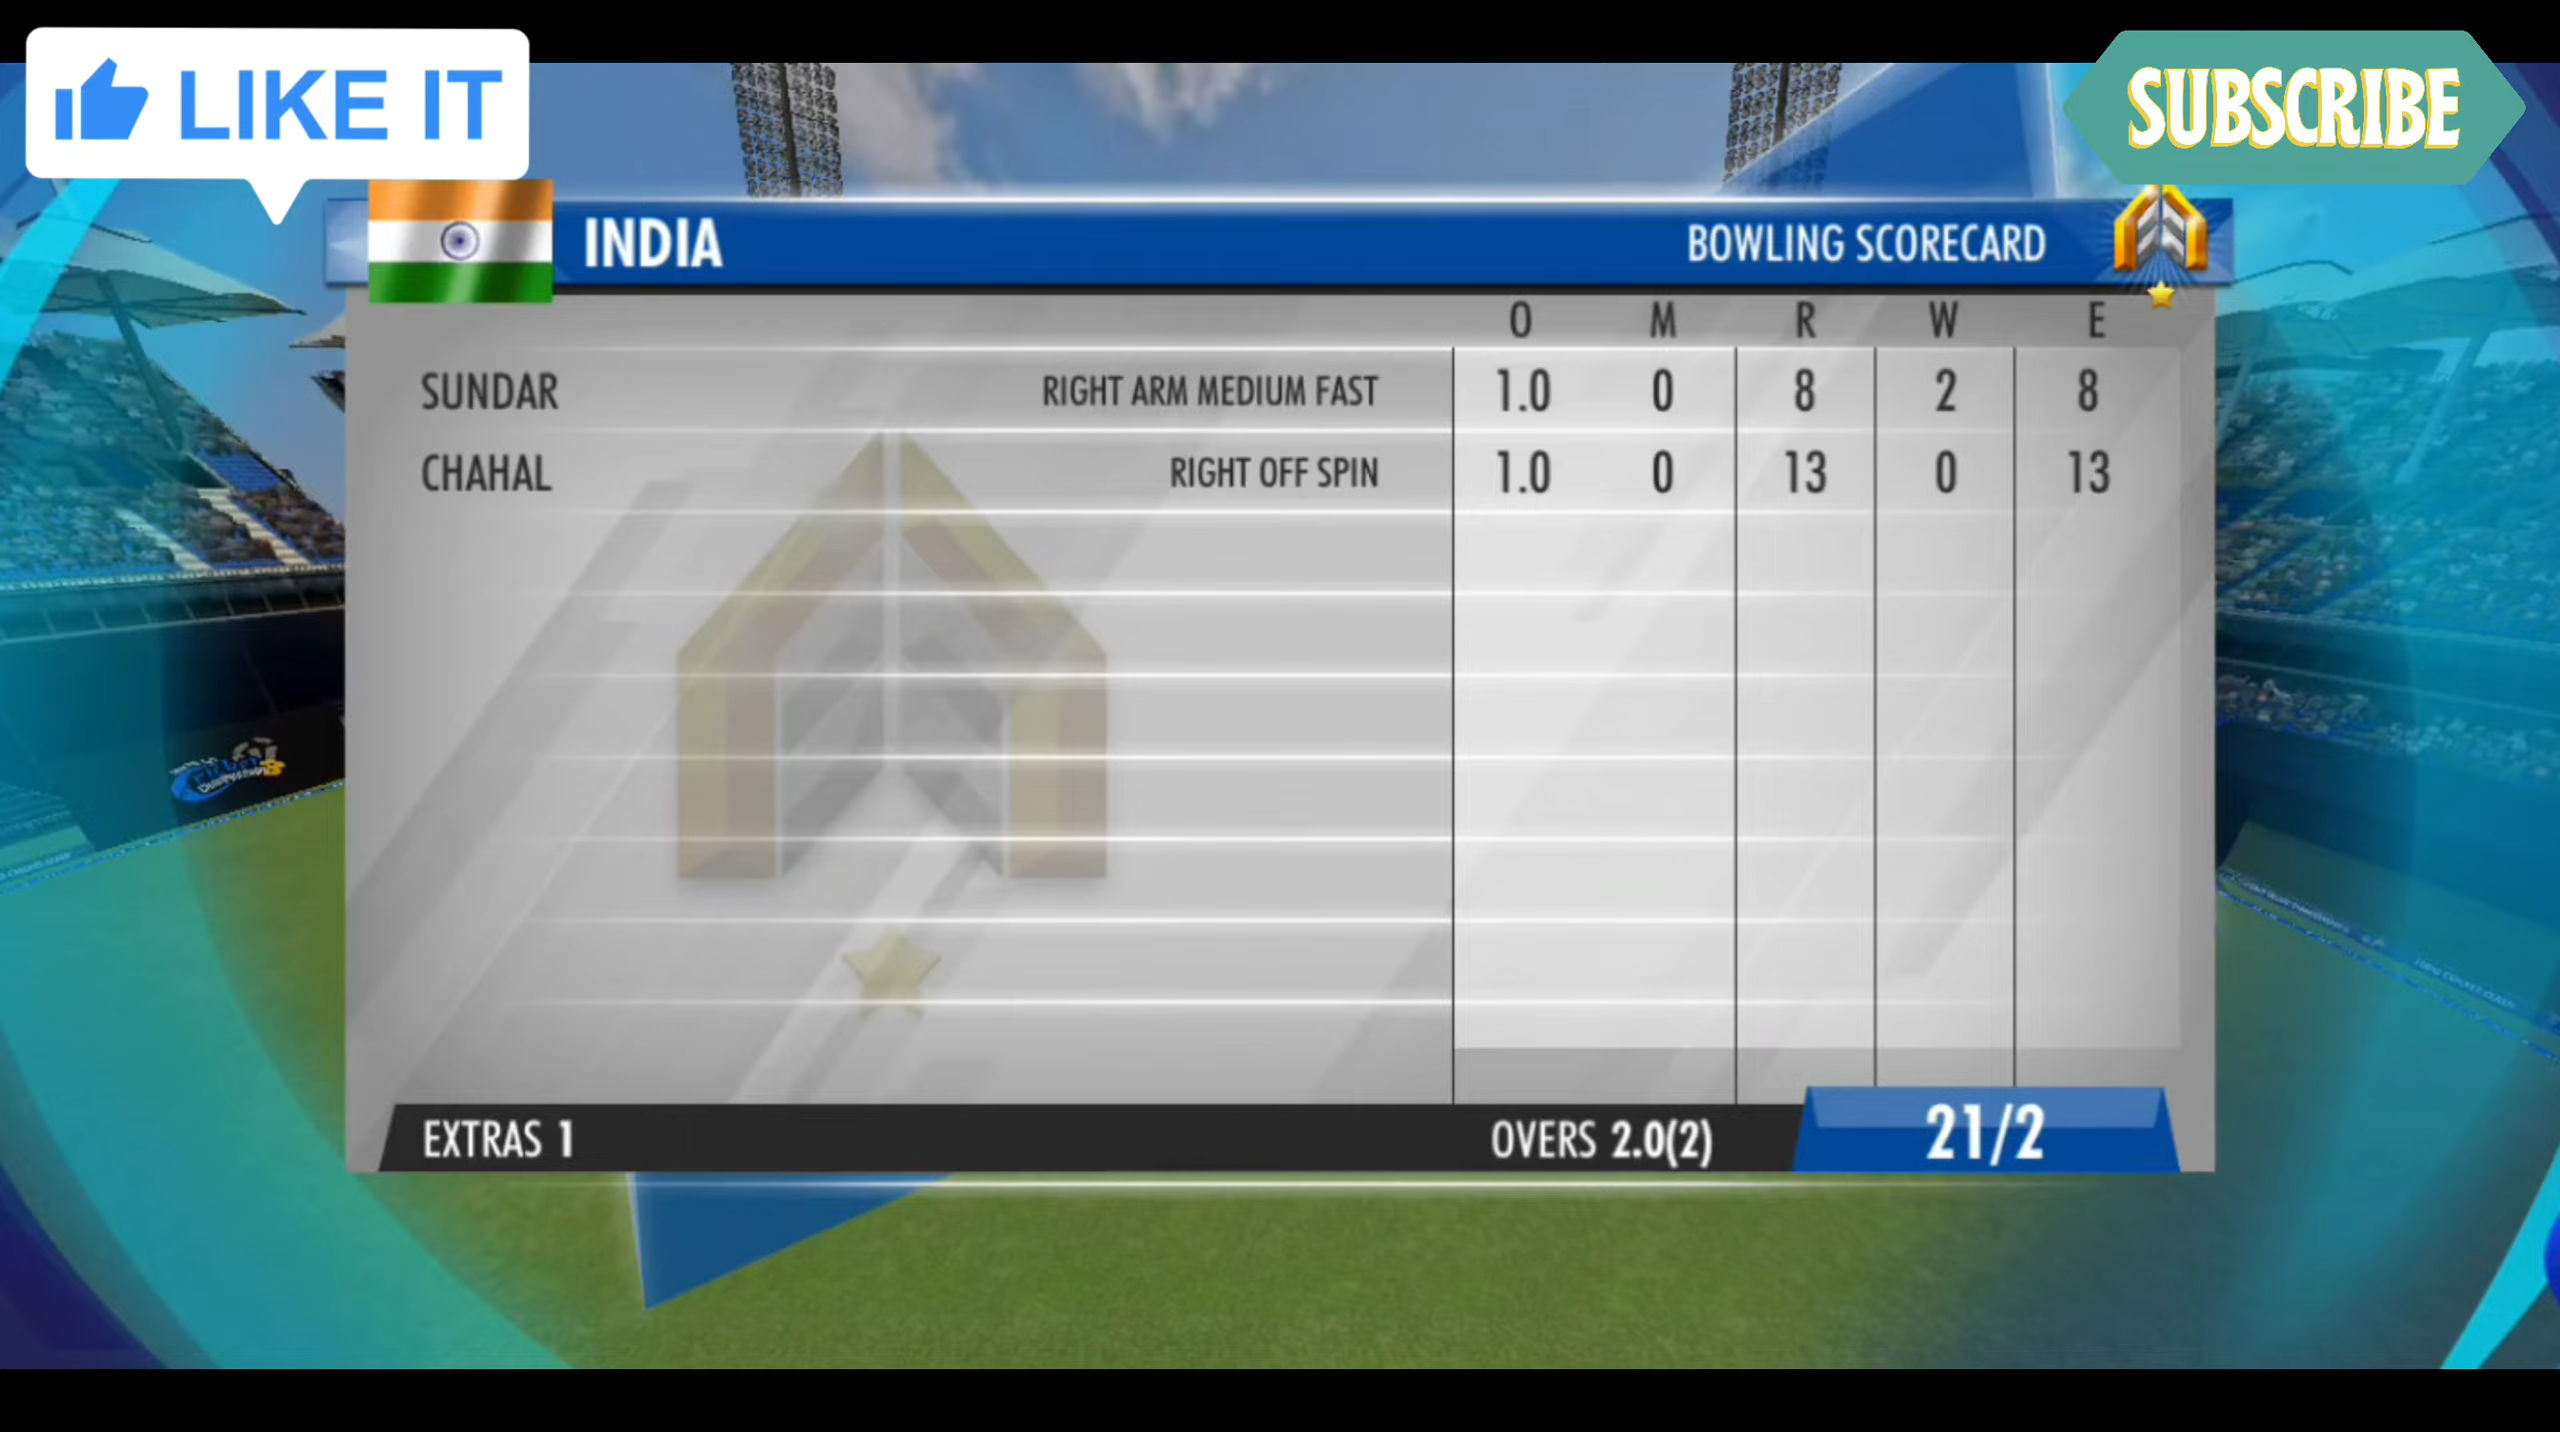 LIKE IT
SUBSCRIBE
INDIA BOWLING SCORECARD
O M R W E
SUNDAR RIGHT ARM MEDIUM FAST 1.0 0 8 2 8
CHAHAL RIGHT OFF SPIN 1.0 0 13 0 13
EXTRAS 1 OVERS 2.0(2) 21/2